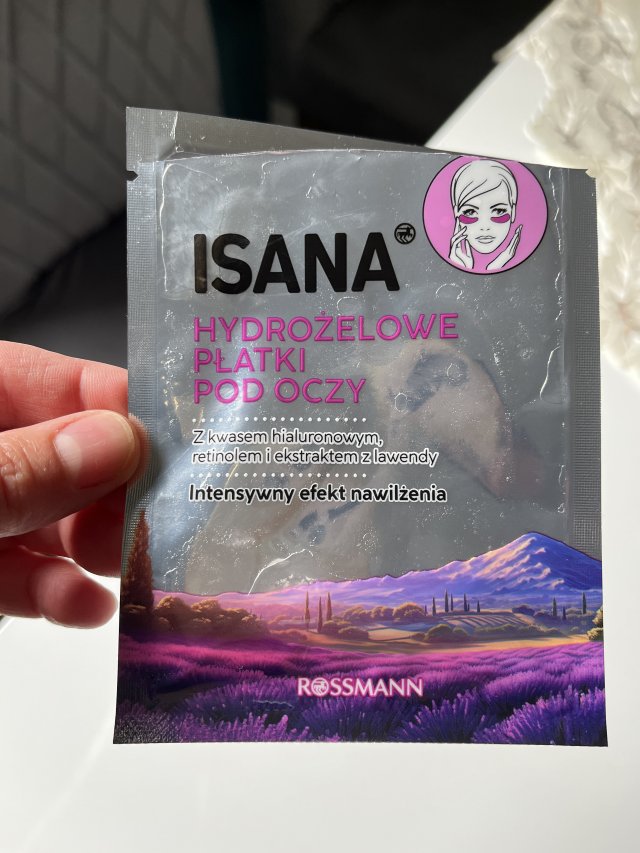 ISANA
HYDROŻELOWE
PŁATKI
POD OCZY
Z kwasem hialuronowym,
retinolem i ekstraktem z lawendy
Intensywny efekt nawilżenia
ROSSMANN